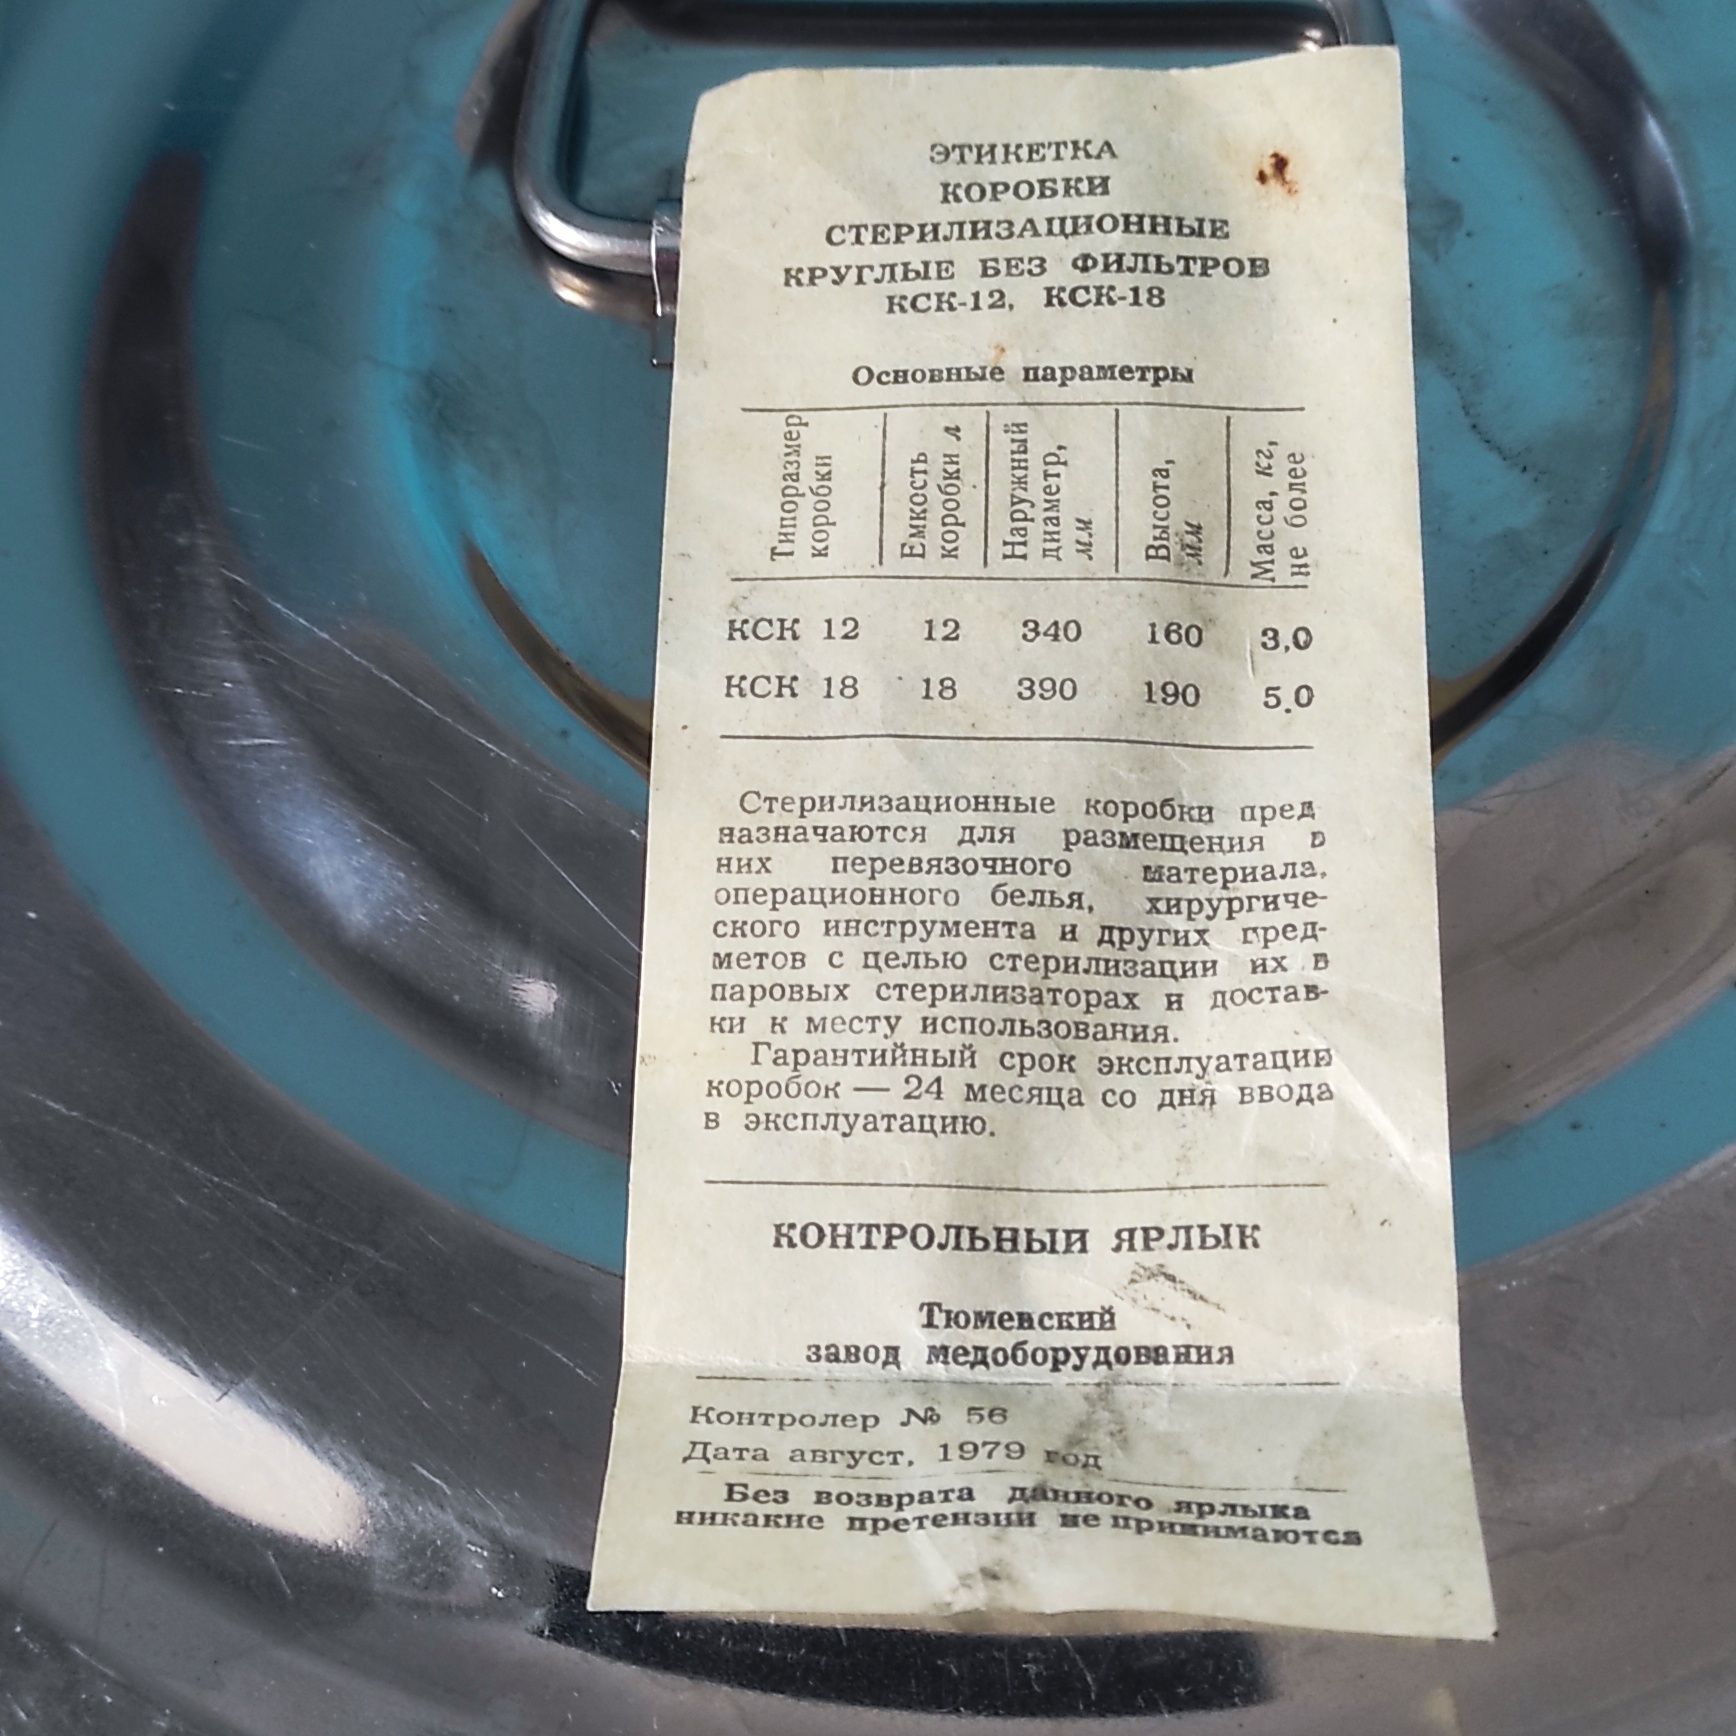 ЭТИКЕТКА
КОРОБКИ
СТЕРИЛИЗАЦИОННЫЕ
КРУГЛЫЕ БЕЗ ФИЛЬТРОВ
КСК-12, КСК-18
Основные параметры
Типоразмер коробки
Емкость коробки л
Наружный диаметр, мм
Высота, мм
Масса, кг, не более
КСК 12 12 340 160 3,0
КСК 18 18 390 190 5.0
Стерилизационные коробки пред
назначаются для размещения в
них перевязочного материала,
операционного белья, хирургиче-
ского инструмента и других пред-
метов с целью стерилизации их в
паровых стерилизаторах и достав-
ки к месту использования.
Гарантийный срок эксплуатации
коробок — 24 месяца со дня ввода
в эксплуатацию.
КОНТРОЛЬНЫЙ ЯРЛЫК
Тюменский
завод медоборудования
Контролер № 56
Дата август, 1979 год
Без возврата данного ярлыка
никакие претензии не принимаются